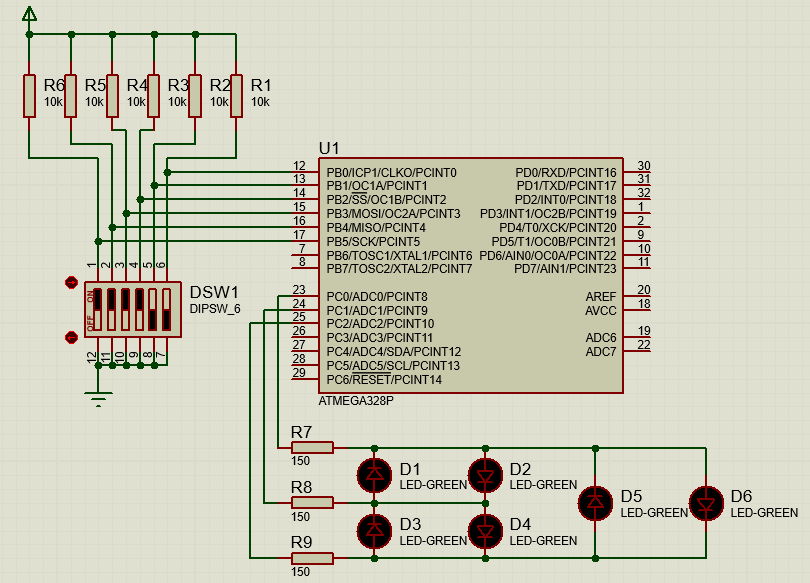 R6 R5 R4 R3 R2 R1
10k 10k 10k 10k 10k 10k
U1
12 PB0/ICP1/CLKO/PCINT0 PD0/RXD/PCINT16 30
13 PB1/OC1A/PCINT1 PD1/TXD/PCINT17 31
14 PB2/SS/OC1B/PCINT2 PD2/INT0/PCINT18 32
15 PB3/MOSI/OC2A/PCINT3 PD3/INT1/OC2B/PCINT19 1
16 PB4/MISO/PCINT4 PD4/T0/XCK/PCINT20 2
17 PB5/SCK/PCINT5 PD5/T1/OC0B/PCINT21 9
7 PB6/TOSC1/XTAL1/PCINT6 PD6/AIN0/OC0A/PCINT22 10
8 PB7/TOSC2/XTAL2/PCINT7 PD7/AIN1/PCINT23 11
23 PC0/ADC0/PCINT8 AREF 20
24 PC1/ADC1/PCINT9 AVCC 18
25 PC2/ADC2/PCINT10
26 PC3/ADC3/PCINT11 ADC6 19
27 PC4/ADC4/SDA/PCINT12 ADC7 22
28 PC5/ADC5/SCL/PCINT13
29 PC6/RESET/PCINT14
ATMEGA328P
1 2 3 4 5 6
ON
OFF
DSW1
DIPSW_6
12 11 10 9 8 7
R7
150
D1 D2
LED-GREEN LED-GREEN
R8
150
D5 D6
LED-GREEN LED-GREEN
D3 D4
LED-GREEN LED-GREEN
R9
150